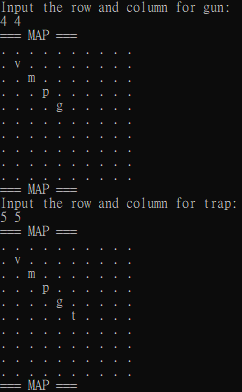 Input the row and column for gun:
4 4
=== MAP ===
. . . . . . . . . .
. v . . . . . . . .
. . m . . . . . . .
. . . p . . . . . .
. . . . g . . . . .
. . . . . . . . . .
. . . . . . . . . .
. . . . . . . . . .
. . . . . . . . . .
. . . . . . . . . .
=== MAP ===
Input the row and column for trap:
5 5
=== MAP ===
. . . . . . . . . .
. v . . . . . . . .
. . m . . . . . . .
. . . p . . . . . .
. . . . g . . . . .
. . . . . t . . . .
. . . . . . . . . .
. . . . . . . . . .
. . . . . . . . . .
. . . . . . . . . .
=== MAP ===